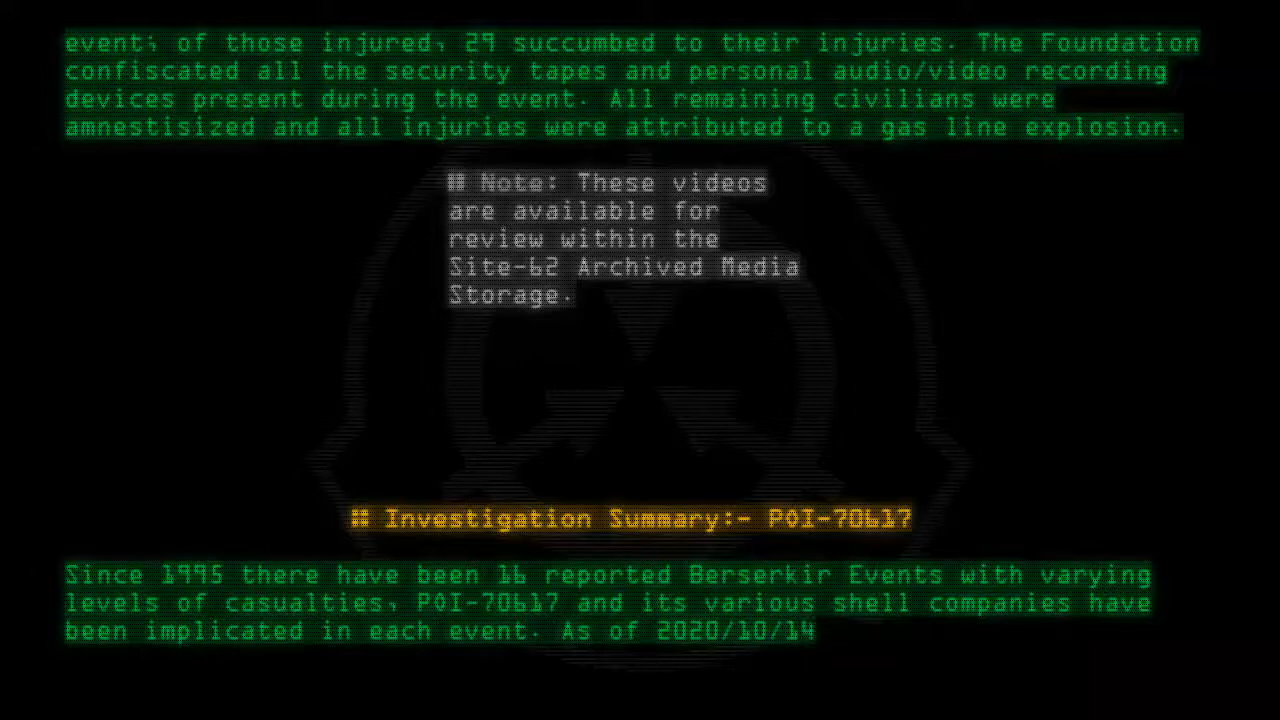 event; of those injured, 29 succumbed to their injuries. The Foundation
confiscated all the security tapes and personal audio/video recording
devices present during the event. All remaining civilians were
amnestisized and all injuries were attributed to a gas line explosion.
# Note: These videos
are available for
review within the
Site-62 Archived Media
Storage.
# Investigation Summary:- POI-70617
Since 1995 there have been 16 reported Berserkir Events with varying
levels of casualties, POI-70617 and its various shell companies have
been implicated in each event. As of 2020/10/14